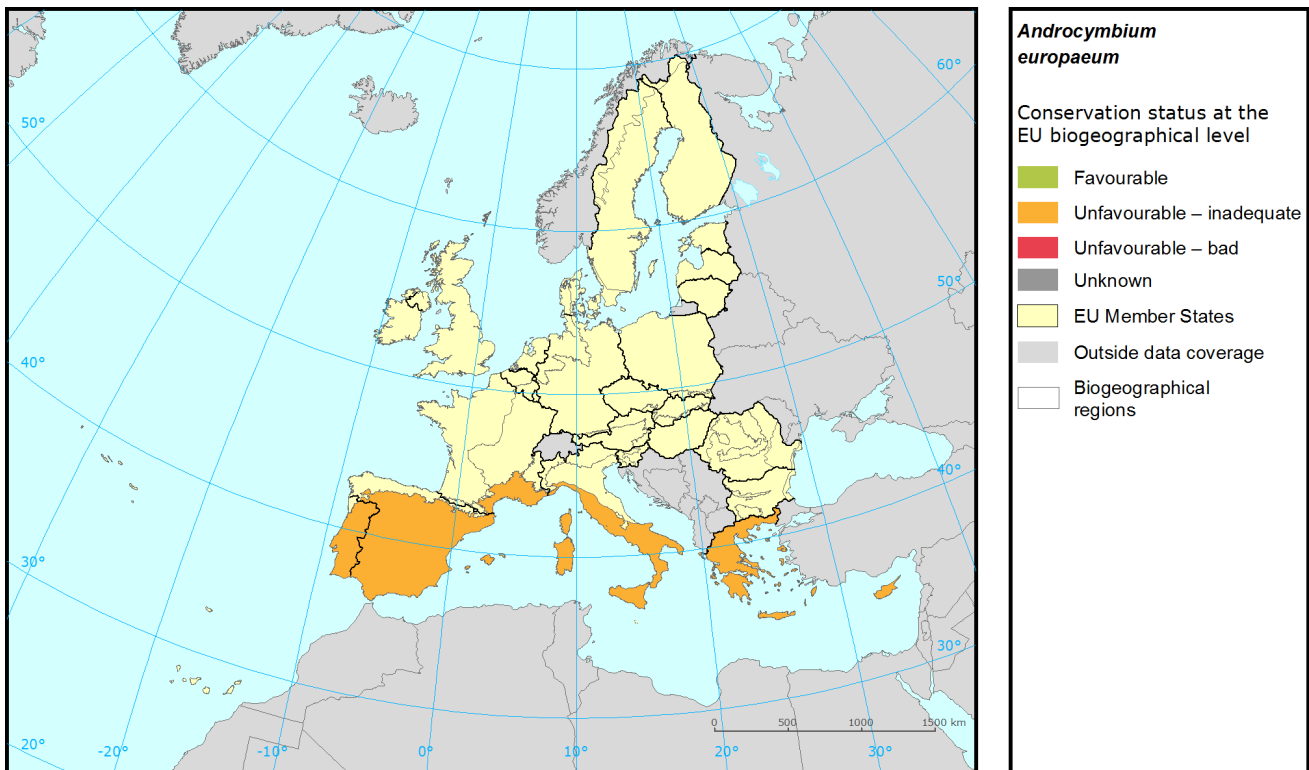 60°
50°
50°
40°
40°
30°
30°
20°
-20°
-10°
0°
10°
20°
30°
0
500
1000
1500 km
Androcymbium
europaeum
Conservation status at the
EU biogeographical level
Favourable
Unfavourable – inadequate
Unfavourable – bad
Unknown
EU Member States
Outside data coverage
Biogeographical
regions